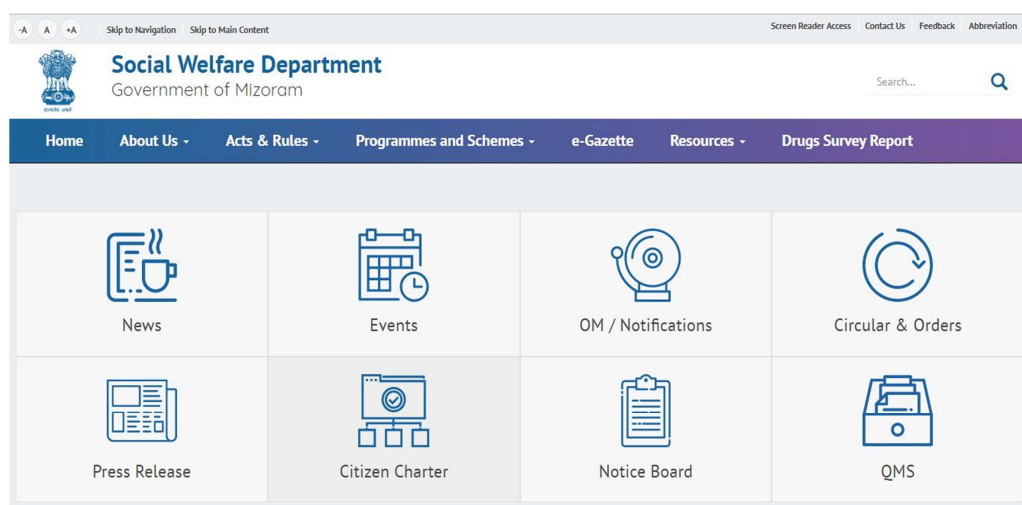 -A A +A Skip to Navigation Skip to Main Content Screen Reader Access Contact Us Feedback Abbreviation
Social Welfare Department
Government of Mizoram
Search...
Home About Us Acts & Rules Programmes and Schemes e-Gazette Resources Drugs Survey Report
News Events OM / Notifications Circular & Orders
Press Release Citizen Charter Notice Board QMS